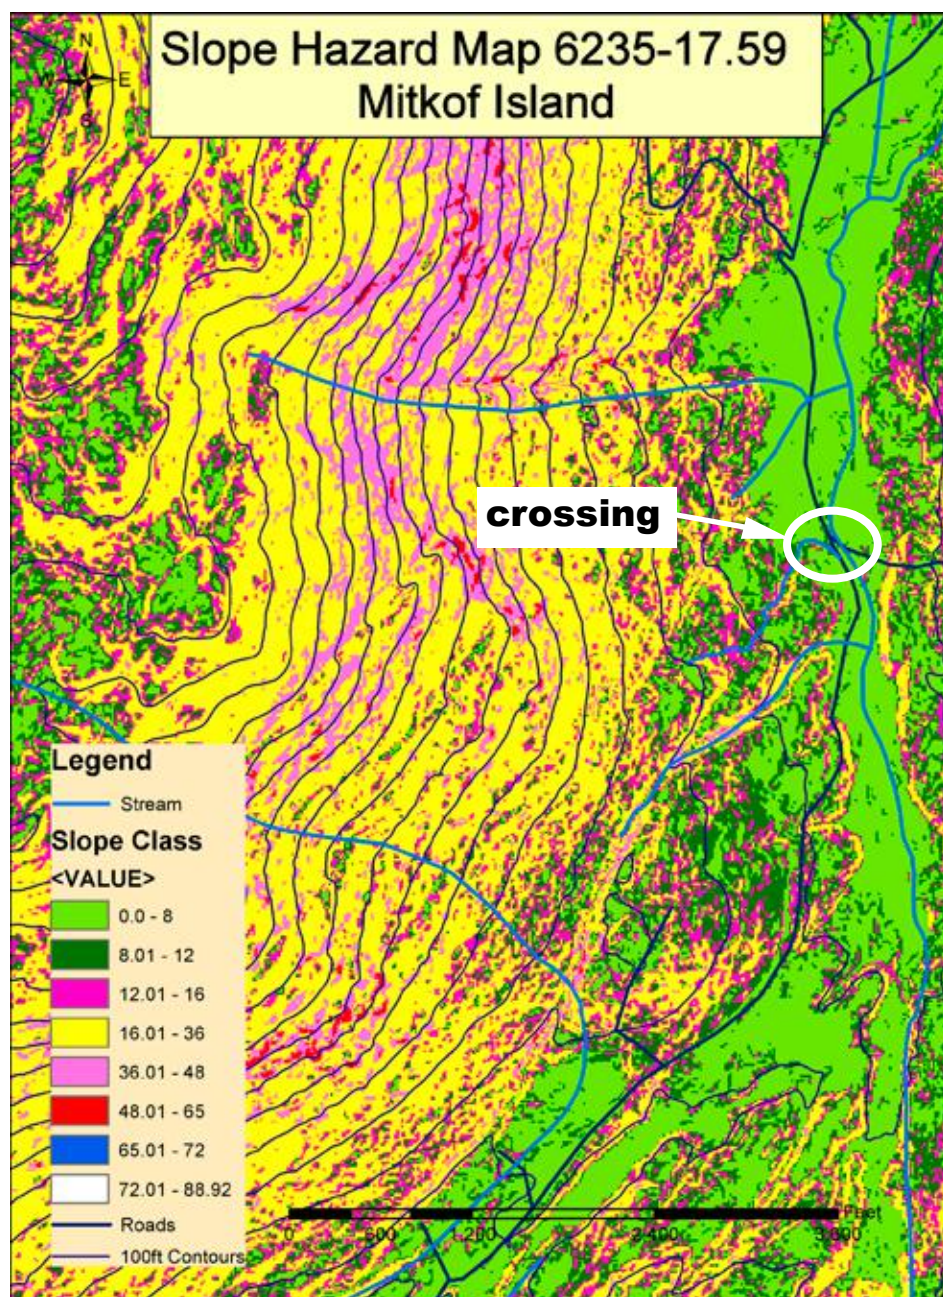 Slope Hazard Map 6235-17.59
Mitkof Island
N
W E
S
crossing
Legend
Stream
Slope Class
<VALUE>
0.0 - 8
8.01 - 12
12.01 - 16
16.01 - 36
36.01 - 48
48.01 - 65
65.01 - 72
72.01 - 88.92
Roads
100ft Contours
Feet
0 600 1,200 2,400 3,600